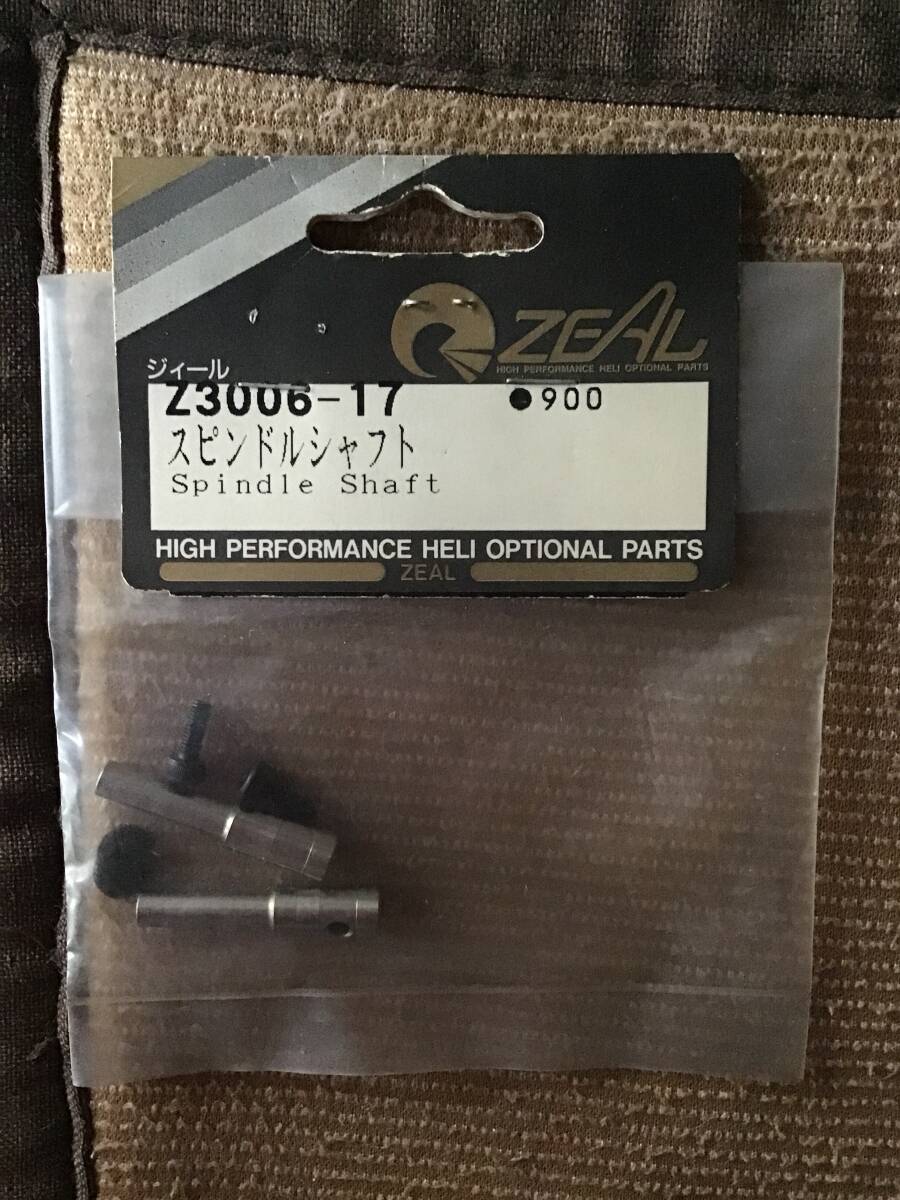 ZEAL
HIGH PERFORMANCE HELI OPTIONAL PARTS
ジィール
Z3006-17 ●900
スピンドルシャフト
Spindle Shaft
HIGH PERFORMANCE HELI OPTIONAL PARTS
ZEAL